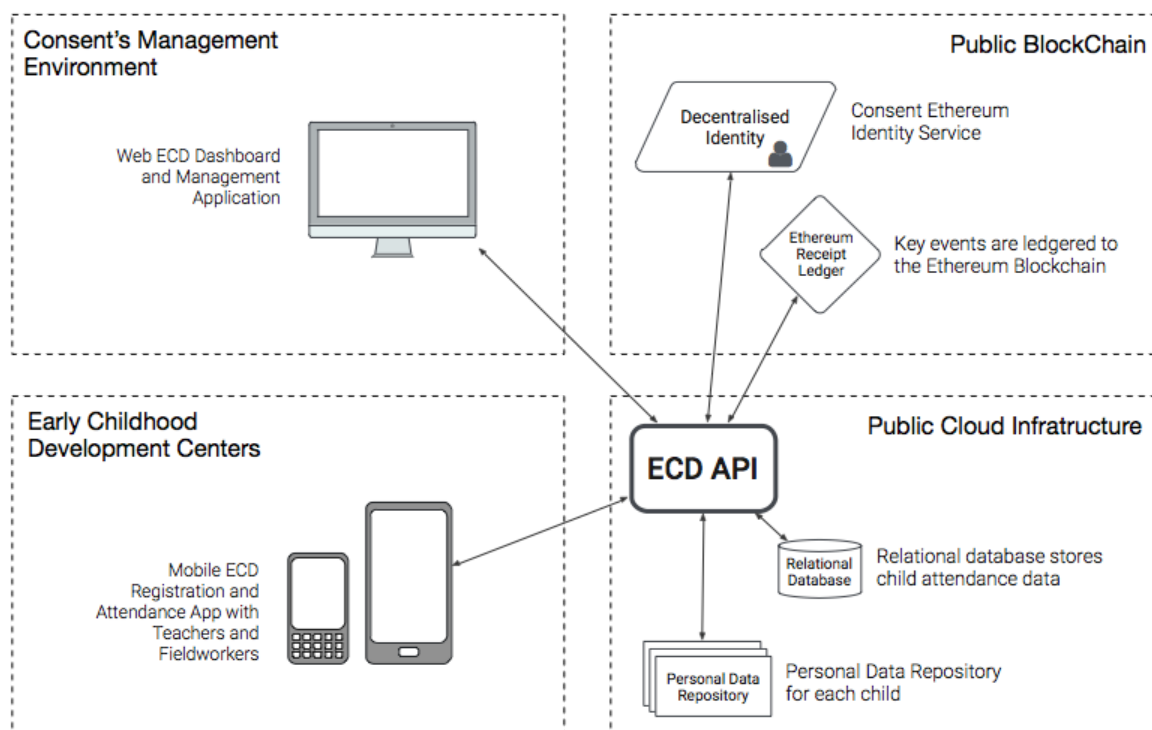 Consent's Management
Environment
Web ECD Dashboard
and Management
Application
Public BlockChain
Decentralised
Identity
Consent Ethereum
Identity Service
Ethereum
Receipt
Ledger
Key events are ledgered to
the Ethereum Blockchain
Early Childhood
Development Centers
Mobile ECD
Registration and
Attendance App with
Teachers and
Fieldworkers
Public Cloud Infratructure
ECD API
Relational
Database
Relational database stores
child attendance data
Personal Data
Repository
Personal Data Repository
for each child